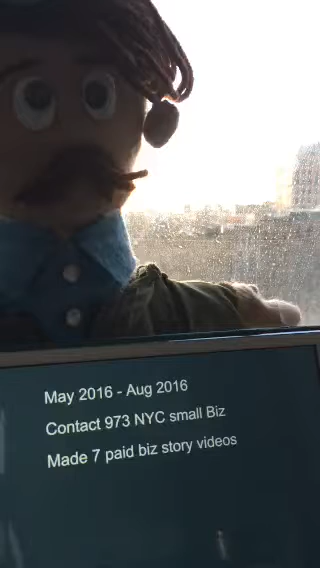 May 2016 - Aug 2016
Contact 973 NYC small Biz
Made 7 paid biz story videos